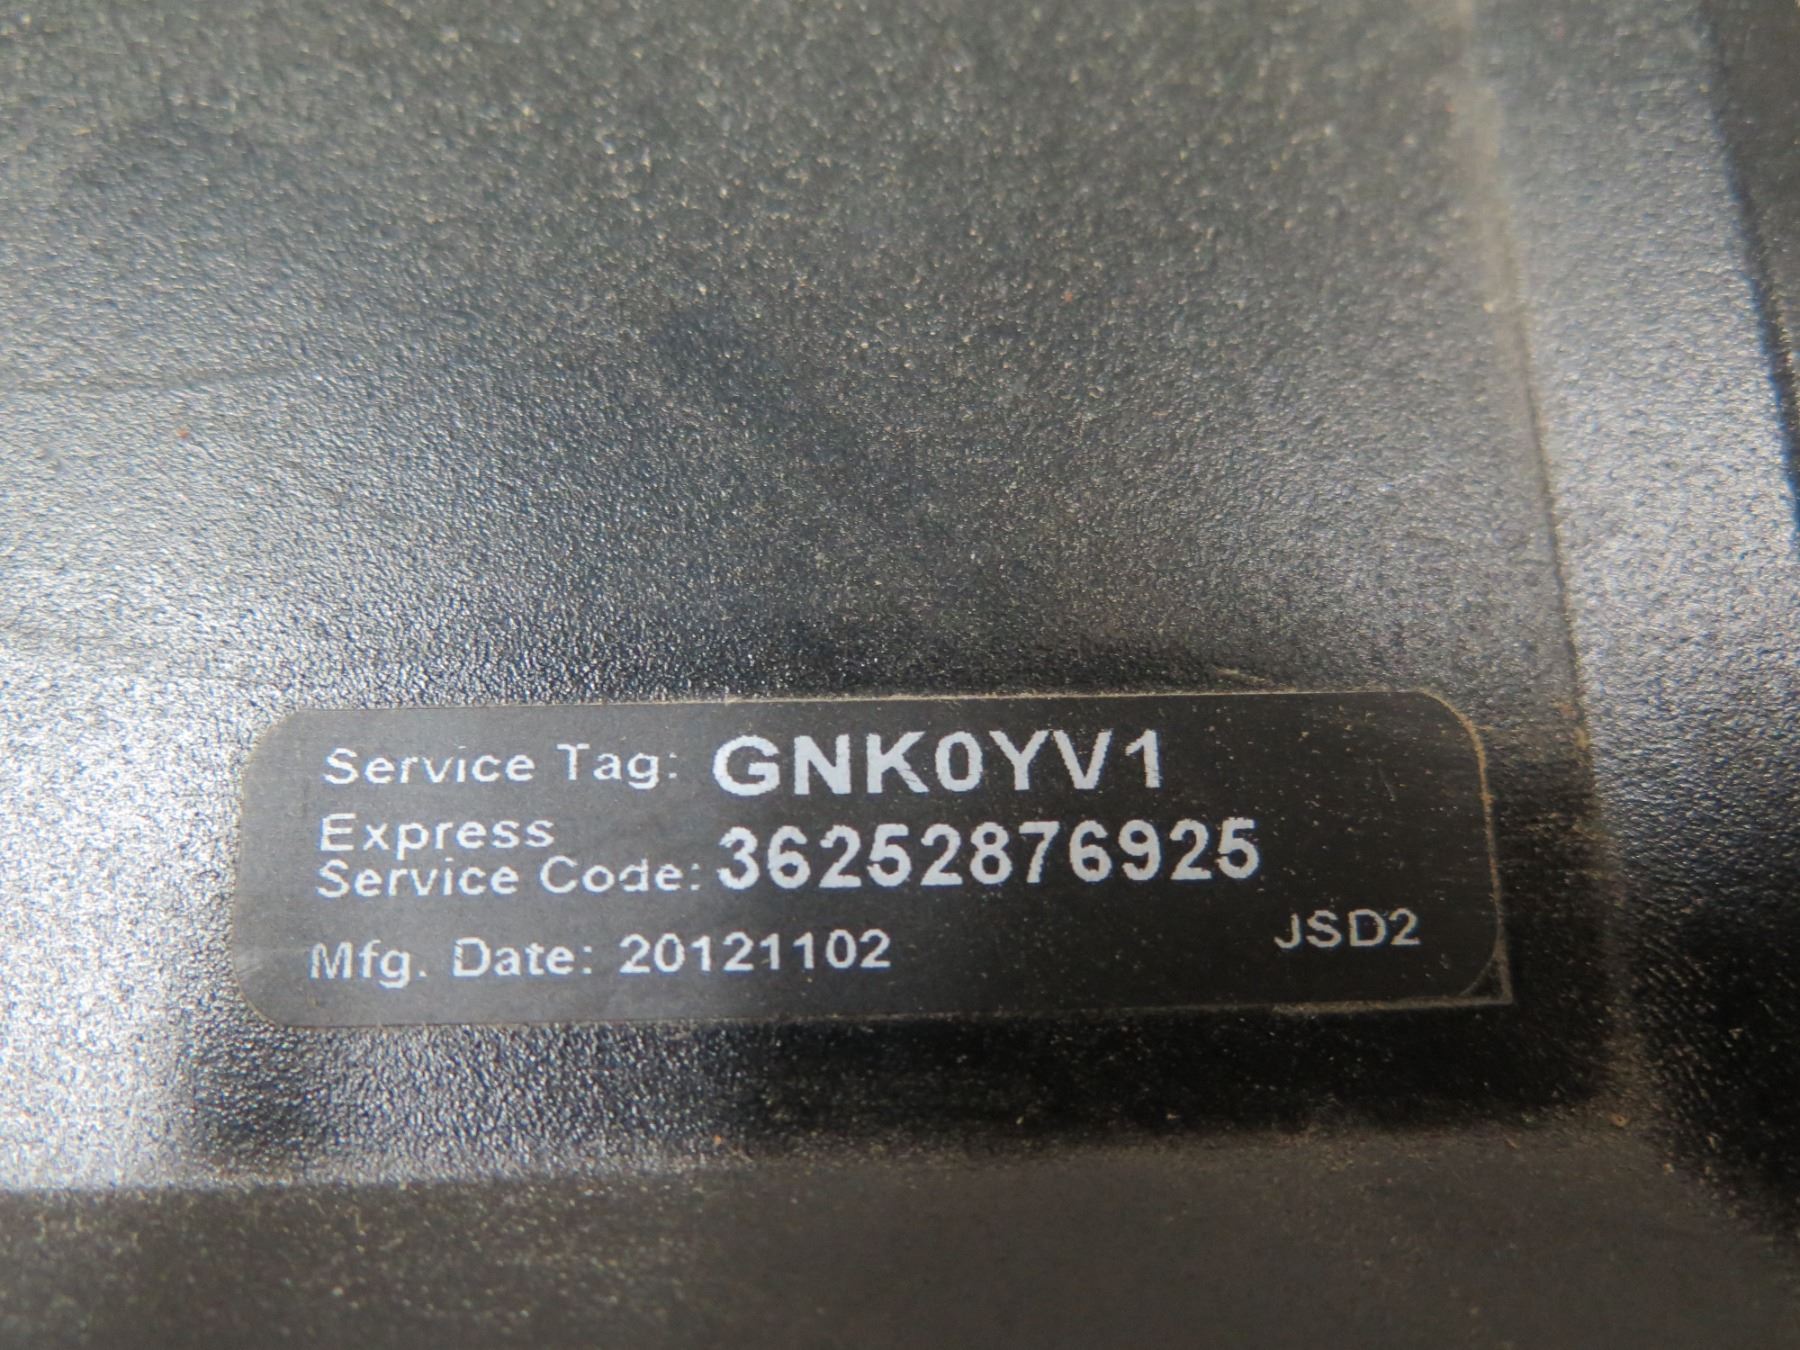 Service Tag: GNK0YV1
Express
Service Code: 36252876925
Mfg. Date: 20121102 JSD2